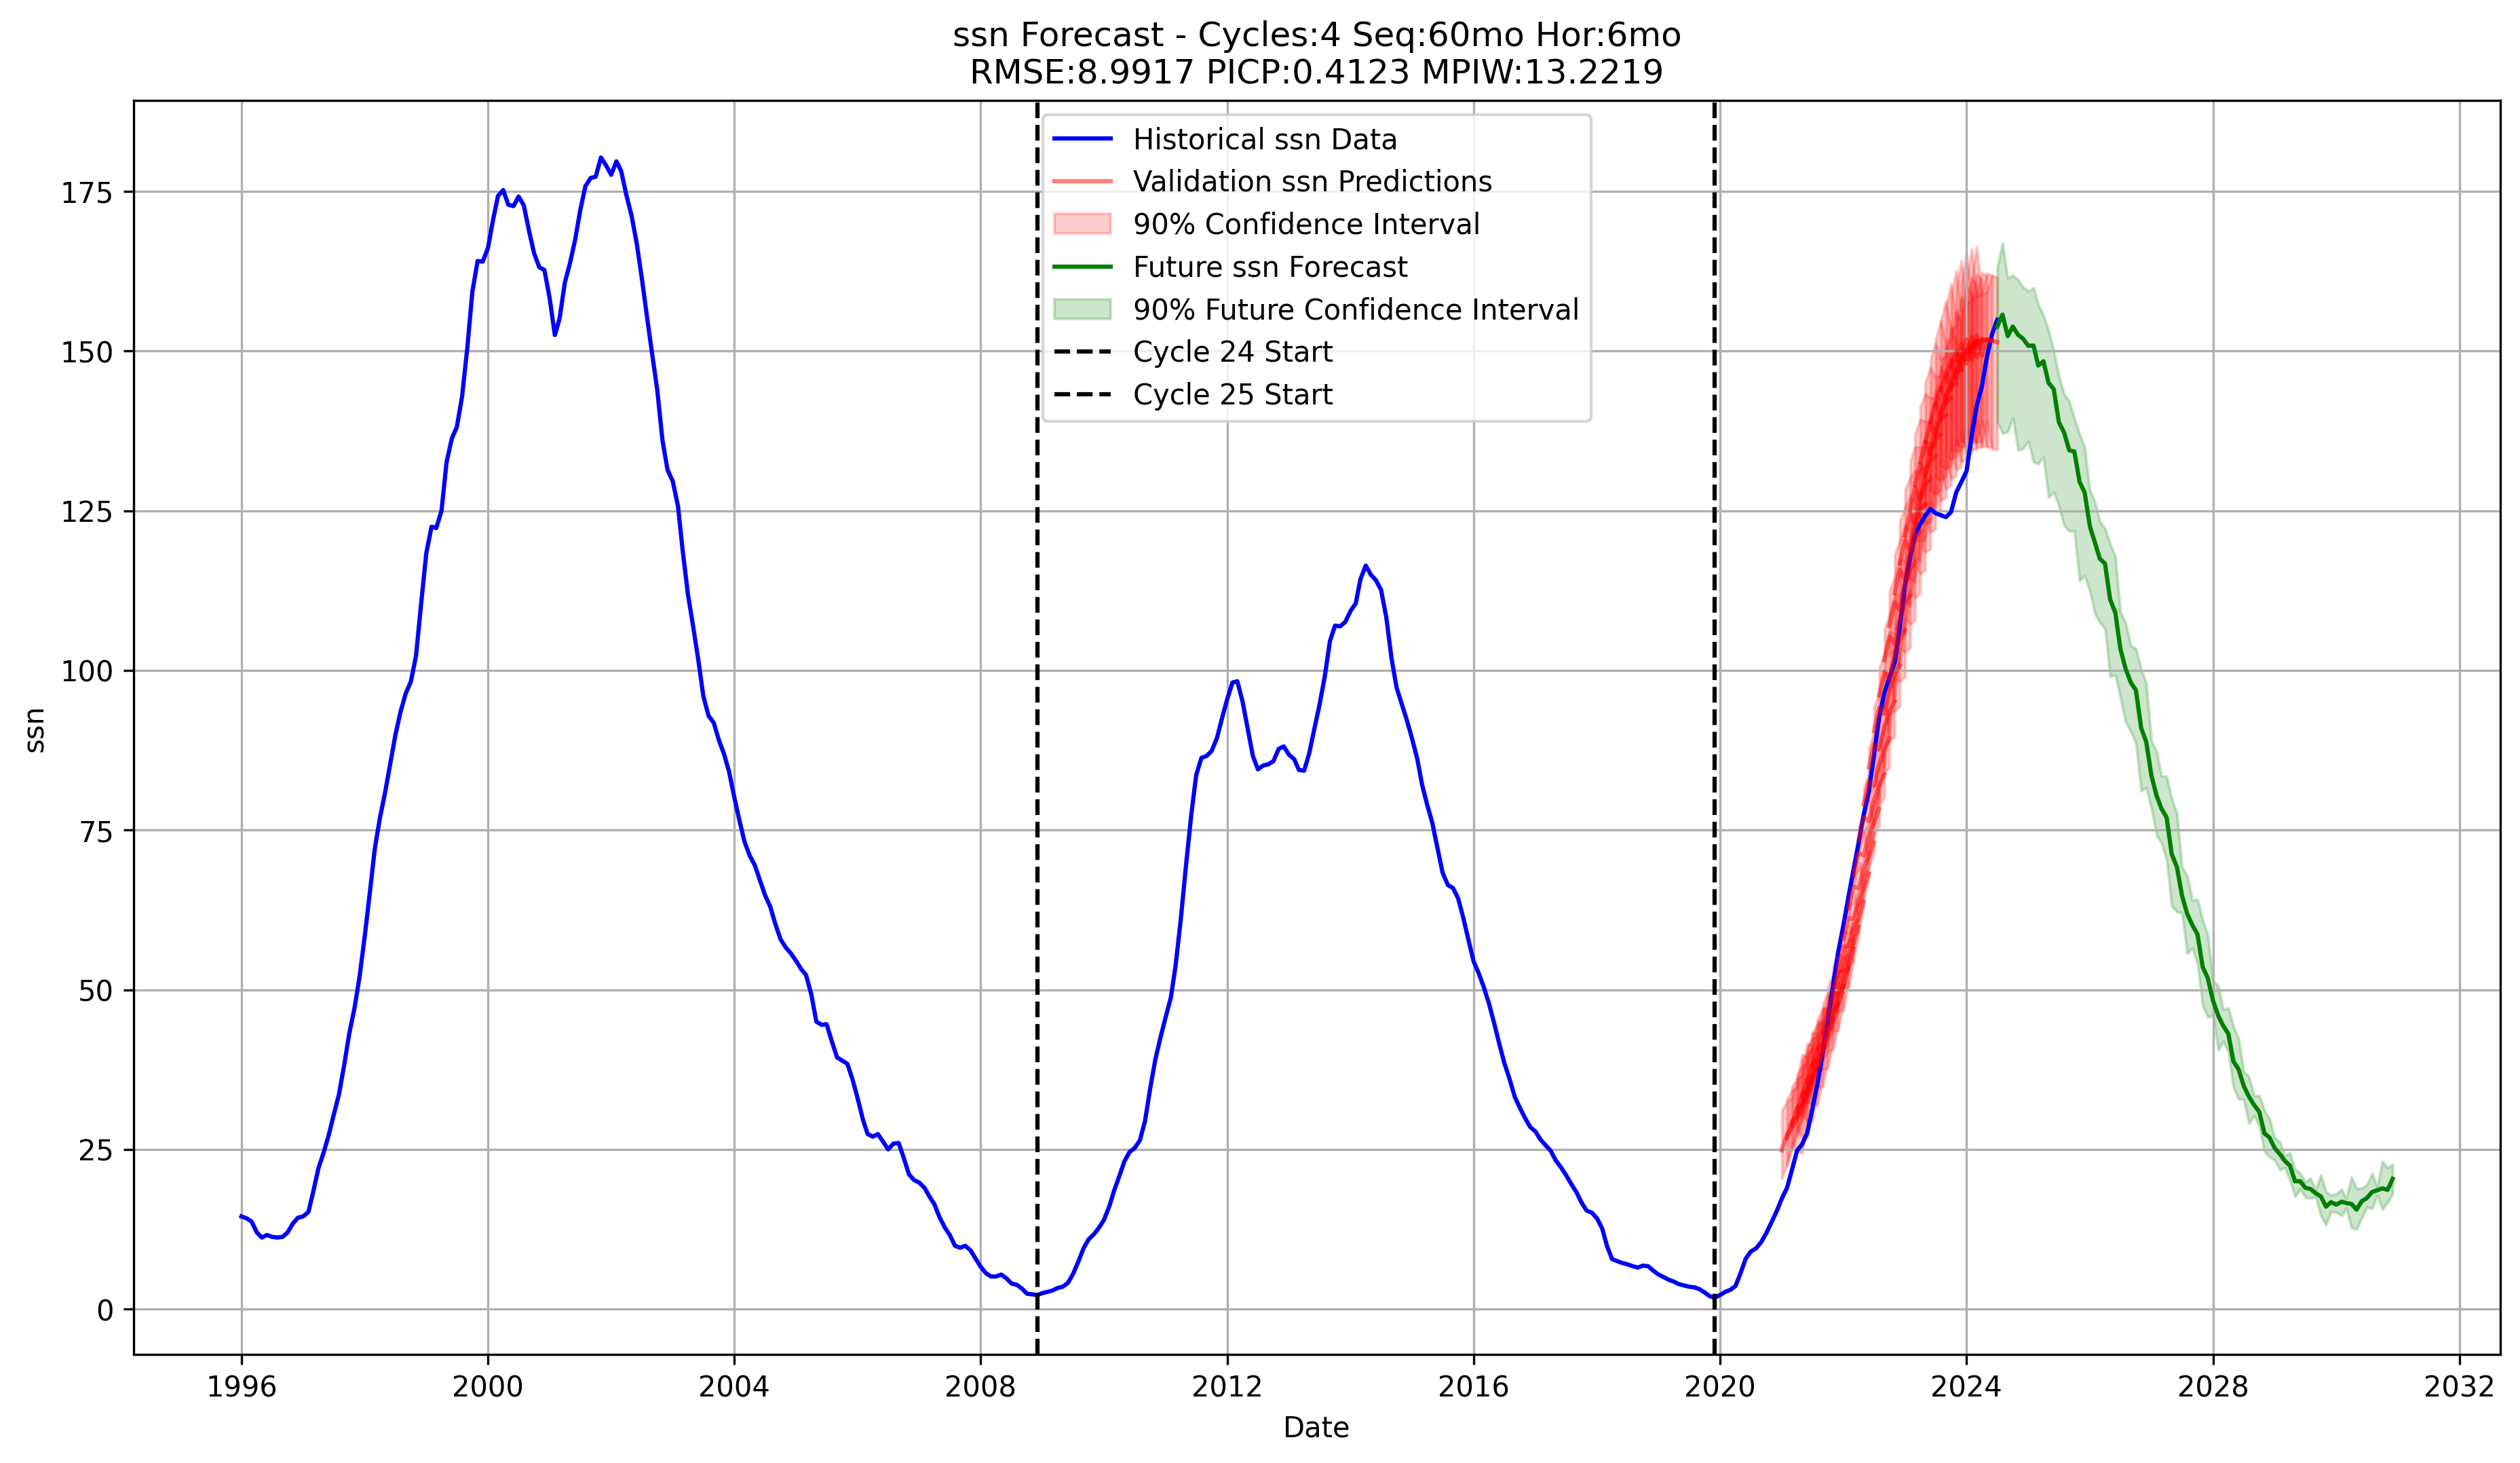 ssn Forecast - Cycles:4 Seq:60mo Hor:6mo
RMSE:8.9917 PICP:0.4123 MPIW:13.2219
Historical ssn Data
Validation ssn Predictions
90% Confidence Interval
Future ssn Forecast
90% Future Confidence Interval
Cycle 24 Start
Cycle 25 Start
175
150
125
100
75
50
25
0
ssn
1996 2000 2004 2008 2012 2016 2020 2024 2028 2032
Date